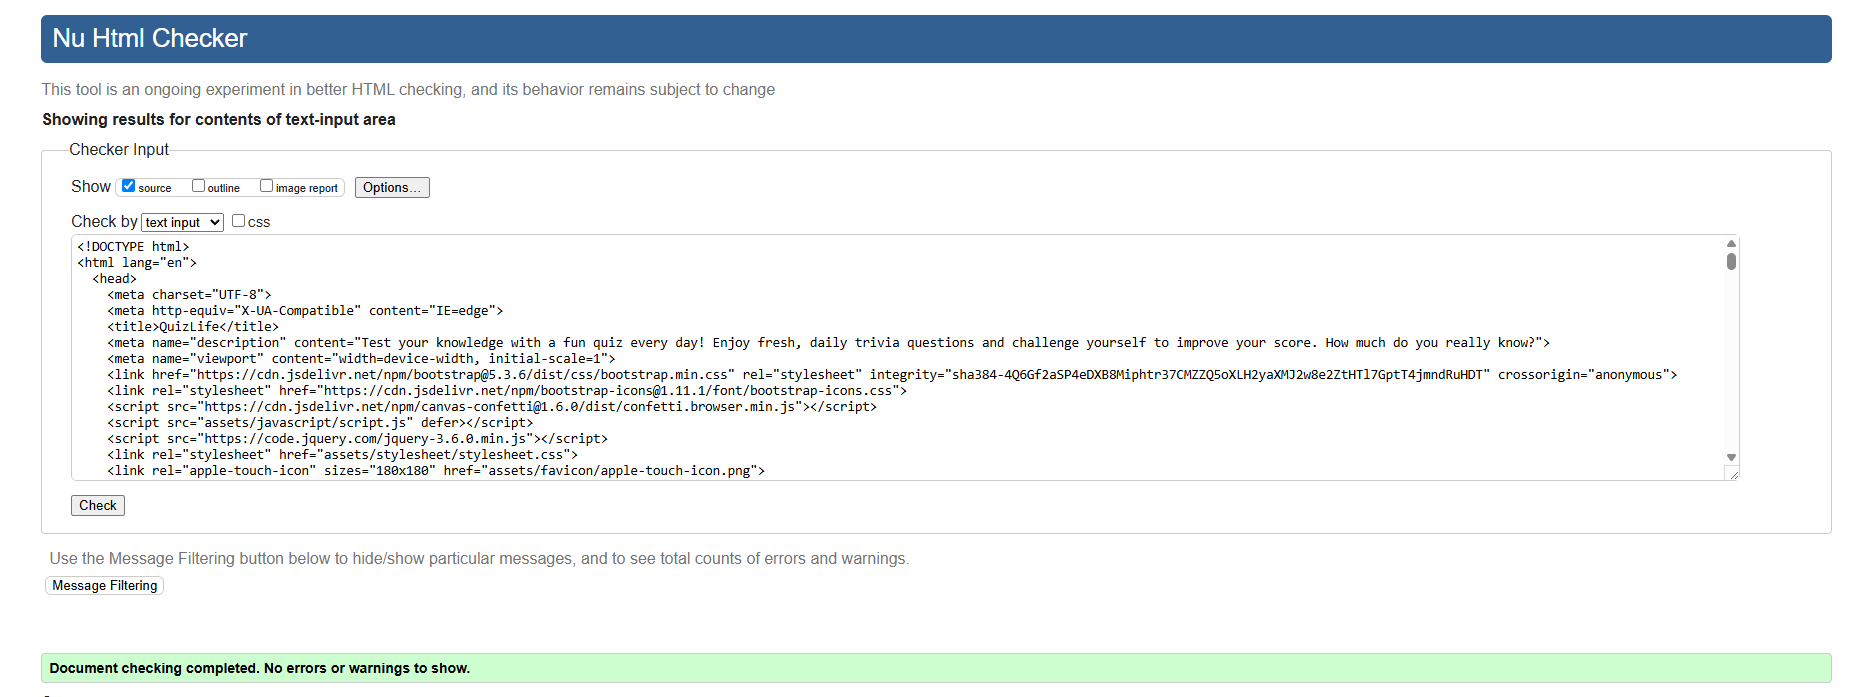 Nu Html Checker
This tool is an ongoing experiment in better HTML checking, and its behavior remains subject to change
Showing results for contents of text-input area
Checker Input
Show source outline image report Options...
Check by text input css
<!DOCTYPE html>
<html lang="en">
<head>
<meta charset="UTF-8">
<meta http-equiv="X-UA-Compatible" content="IE=edge">
<title>QuizLife</title>
<meta name="description" content="Test your knowledge with a fun quiz every day! Enjoy fresh, daily trivia questions and challenge yourself to improve your score. How much do you really know?">
<meta name="viewport" content="width=device-width, initial-scale=1">
<link href="https://cdn.jsdelivr.net/npm/bootstrap@5.3.6/dist/css/bootstrap.min.css" rel="stylesheet" integrity="sha384-4Q6Gf2aSP4eDXB8Miphtr37CMZZQ5oXLH2yaXMJ2w8e2ZtHTl7GptT4jmndRuHDT" crossorigin="anonymous">
<link rel="stylesheet" href="https://cdn.jsdelivr.net/npm/bootstrap-icons@1.11.1/font/bootstrap-icons.css">
<script src="https://cdn.jsdelivr.net/npm/canvas-confetti@1.6.0/dist/confetti.browser.min.js"></script>
<script src="assets/javascript/script.js" defer></script>
<script src="https://code.jquery.com/jquery-3.6.0.min.js"></script>
<link rel="stylesheet" href="assets/stylesheet/stylesheet.css">
<link rel="apple-touch-icon" sizes="180x180" href="assets/favicon/apple-touch-icon.png">
Check
Use the Message Filtering button below to hide/show particular messages, and to see total counts of errors and warnings.
Message Filtering
Document checking completed. No errors or warnings to show.